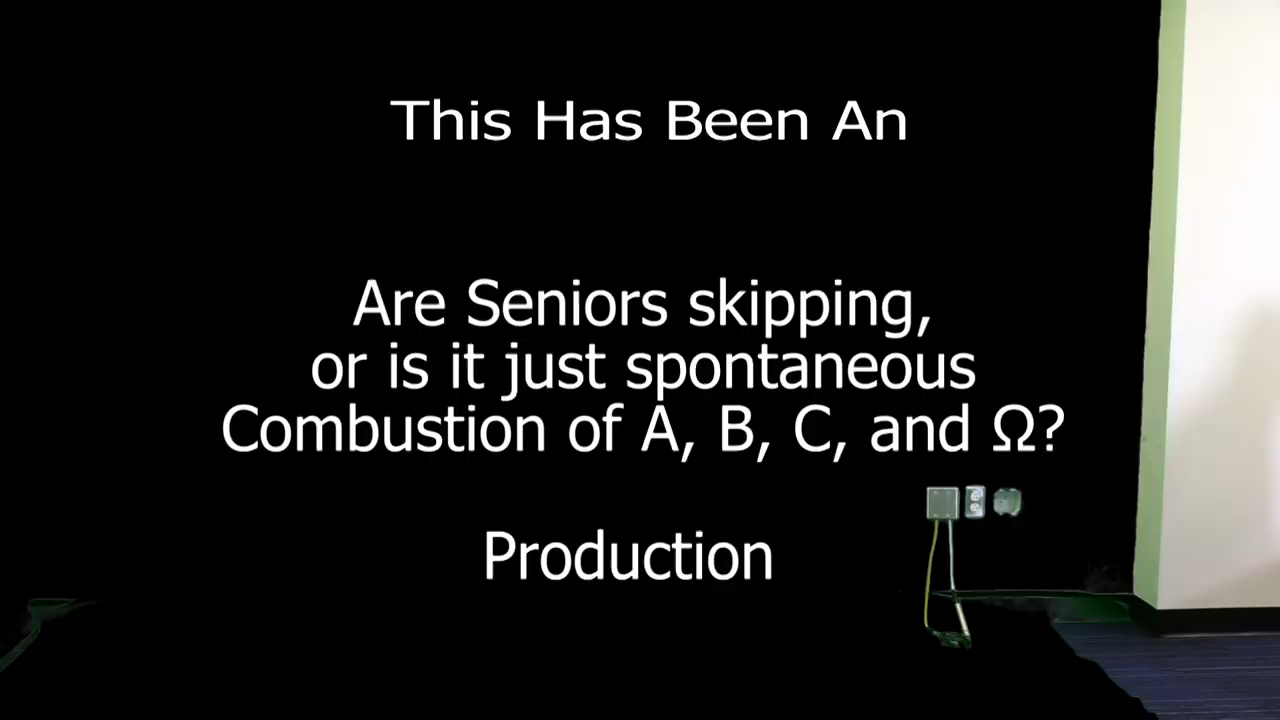 This Has Been An
Are Seniors skipping,
or is it just spontaneous
Combustion of A, B, C, and Ω?
Production